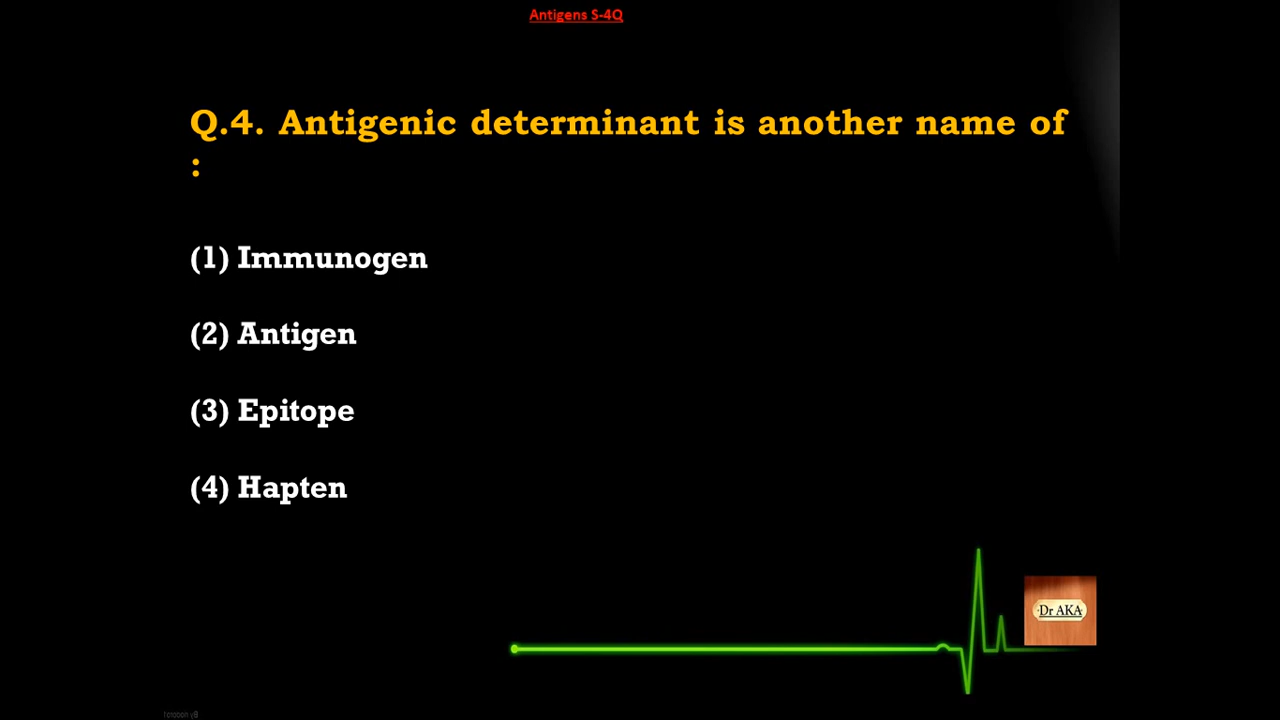 Antigens S-4Q
Q.4. Antigenic determinant is another name of
:
(1) Immunogen
(2) Antigen
(3) Epitope
(4) Hapten
Dr AKA